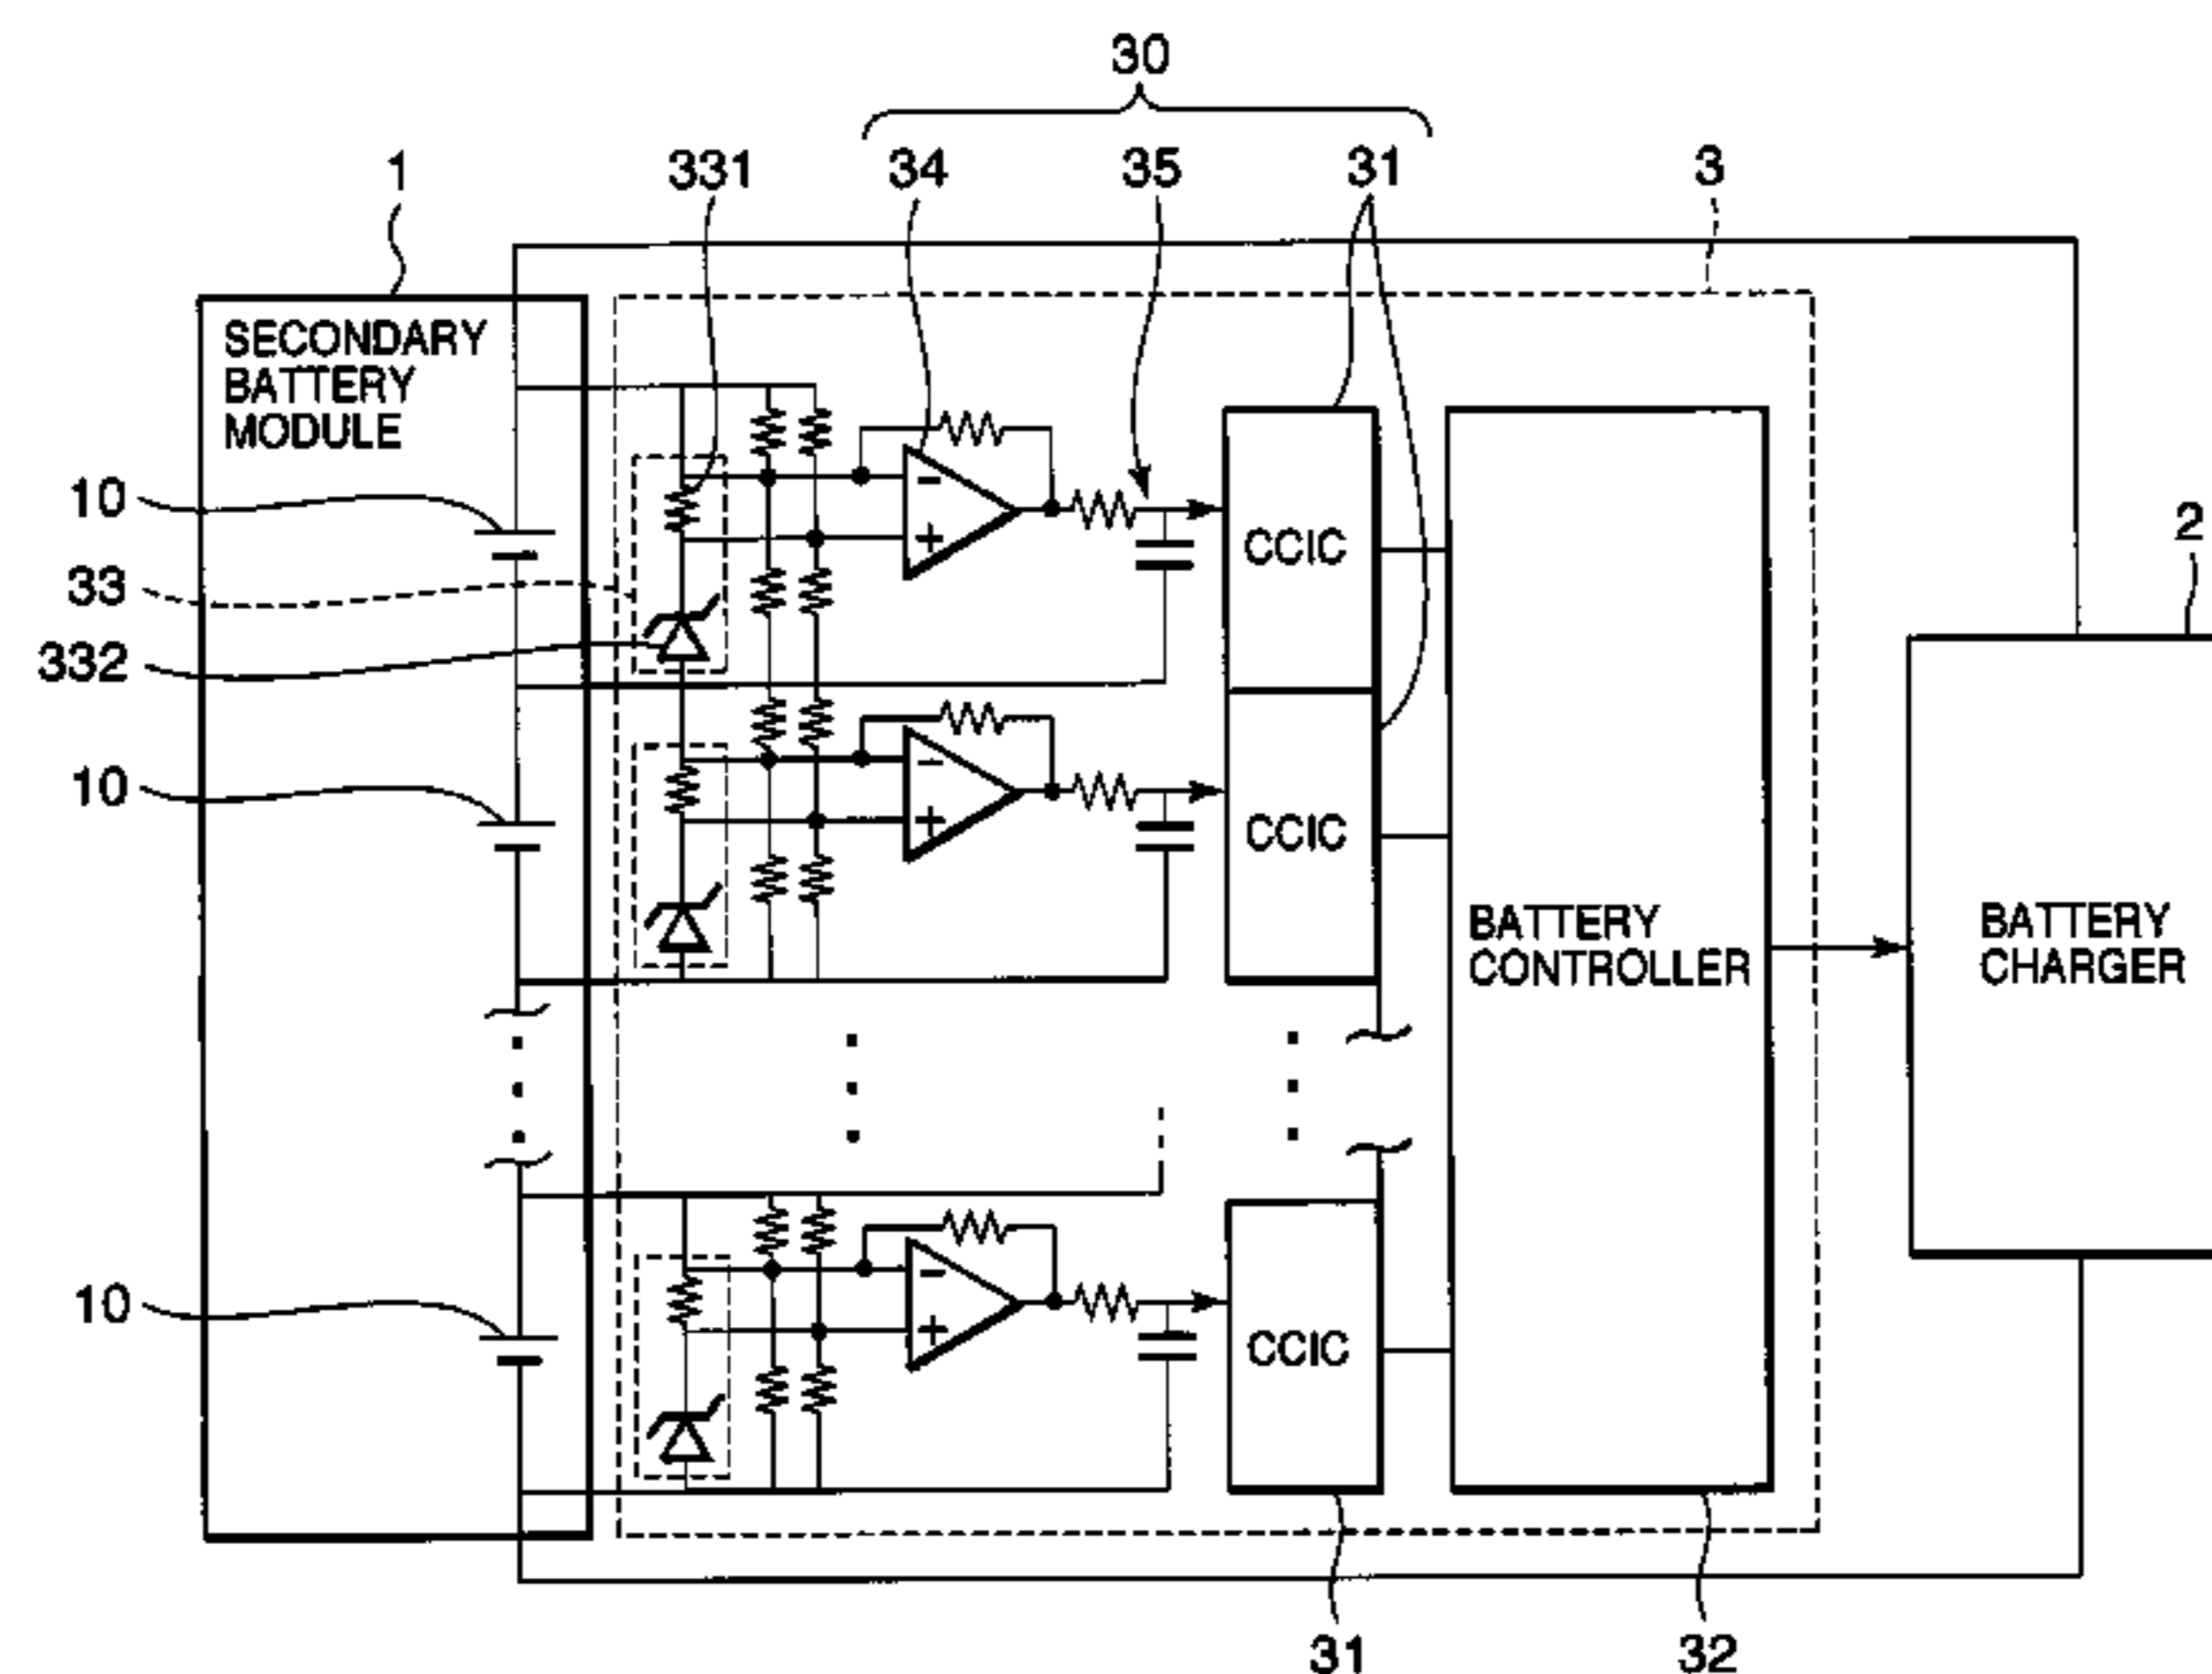 30
1
331
34
35
31
3
SECONDARY
BATTERY
MODULE
10
33
332
10
10
-
+
-
+
-
+
CCIC
CCIC
CCIC
BATTERY
CONTROLLER
2
BATTERY
CHARGER
31
32